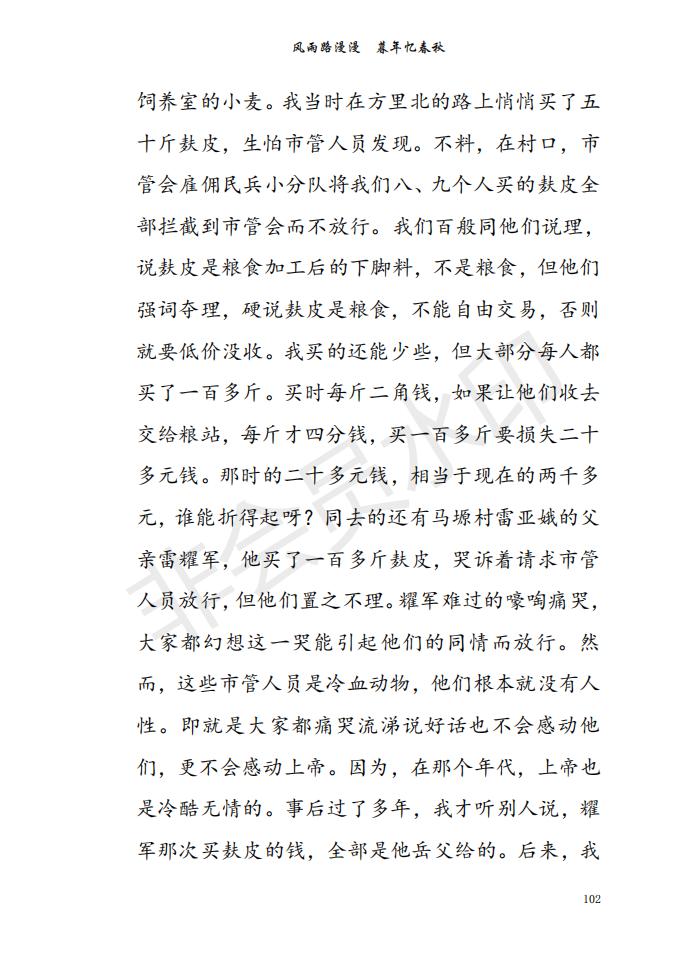 风雨路漫漫　暮年忆春秋
饲养室的小麦。我当时在方里北的路上悄悄买了五
十斤麸皮，生怕市管人员发现。不料，在村口，市
管会雇佣民兵小分队将我们八、九个人买的麸皮全
部拦截到市管会而不放行。我们百般同他们说理，
说麸皮是粮食加工后的下脚料，不是粮食，但他们
强词夺理，硬说麸皮是粮食，不能自由交易，否则
就要低价没收。我买的还能少些，但大部分每人都
买了一百多斤。买时每斤二角钱，如果让他们收去
交给粮站，每斤才四分钱，买一百多斤要损失二十
多元钱。那时的二十多元钱，相当于现在的两千多
元，谁能折得起呀？同去的还有马塬村雷亚娥的父
亲雷耀军，他买了一百多斤麸皮，哭诉着请求市管
人员放行，但他们置之不理。耀军难过的嚎啕痛哭，
大家都幻想这一哭能引起他们的同情而放行。然
而，这些市管人员是冷血动物，他们根本就没有人
性。即就是大家都痛哭流涕说好话也不会感动他
们，更不会感动上帝。因为，在那个年代，上帝也
是冷酷无情的。事后过了多年，我才听别人说，耀
军那次买麸皮的钱，全部是他岳父给的。后来，我
102
非会员水印